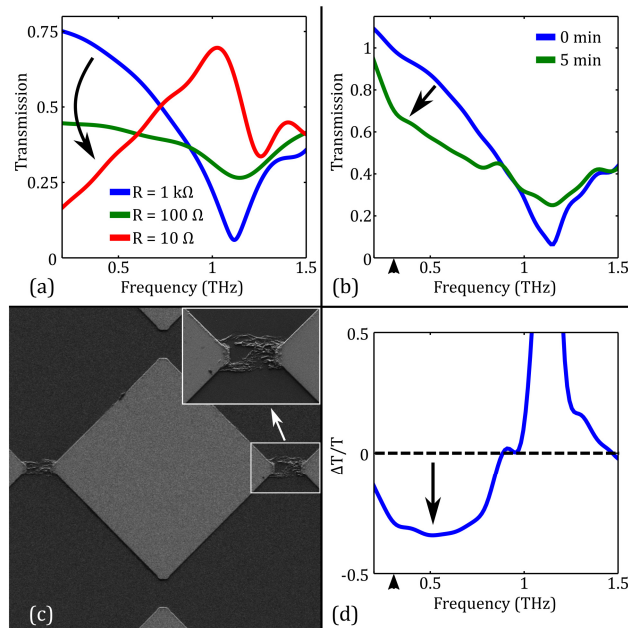 0.75
0.5
0.25
0
Transmission
R = 1 kΩ
R = 100 Ω
R = 10 Ω
0.5
1
1.5
Frequency (THz)
(a)
1
0.8
0.6
0.4
0.2
0
Transmission
0 min
5 min
0.5
1
1.5
Frequency (THz)
(b)
(c)
0.5
0
-0.5
ΔT/T
0.5
1
1.5
Frequency (THz)
(d)